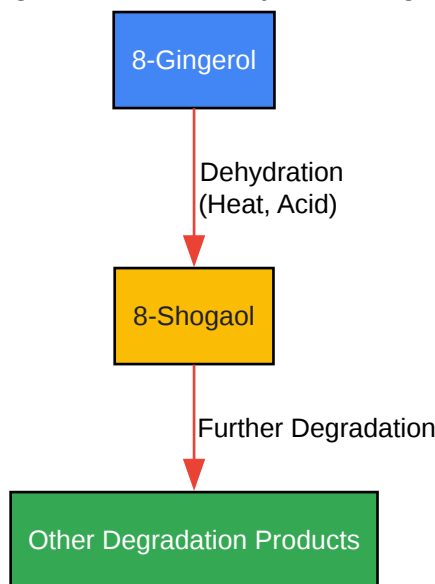 8-Gingerol
Dehydration
(Heat, Acid)
8-Shogaol
Further Degradation
Other Degradation Products